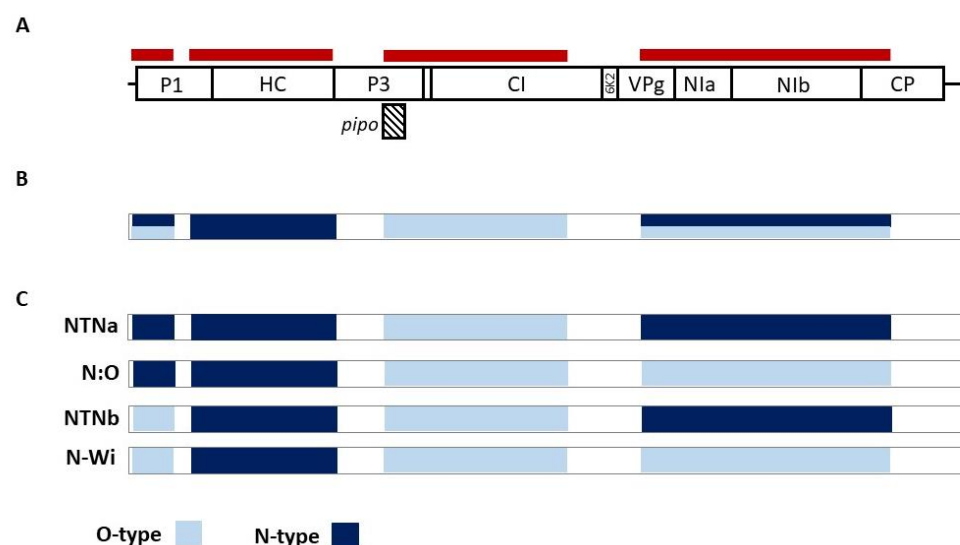 A
P1 HC P3 CI 6K2 VPg NIa NIb CP
pipo
B
C
NTNa
N:O
NTNb
N-Wi
O-type N-type